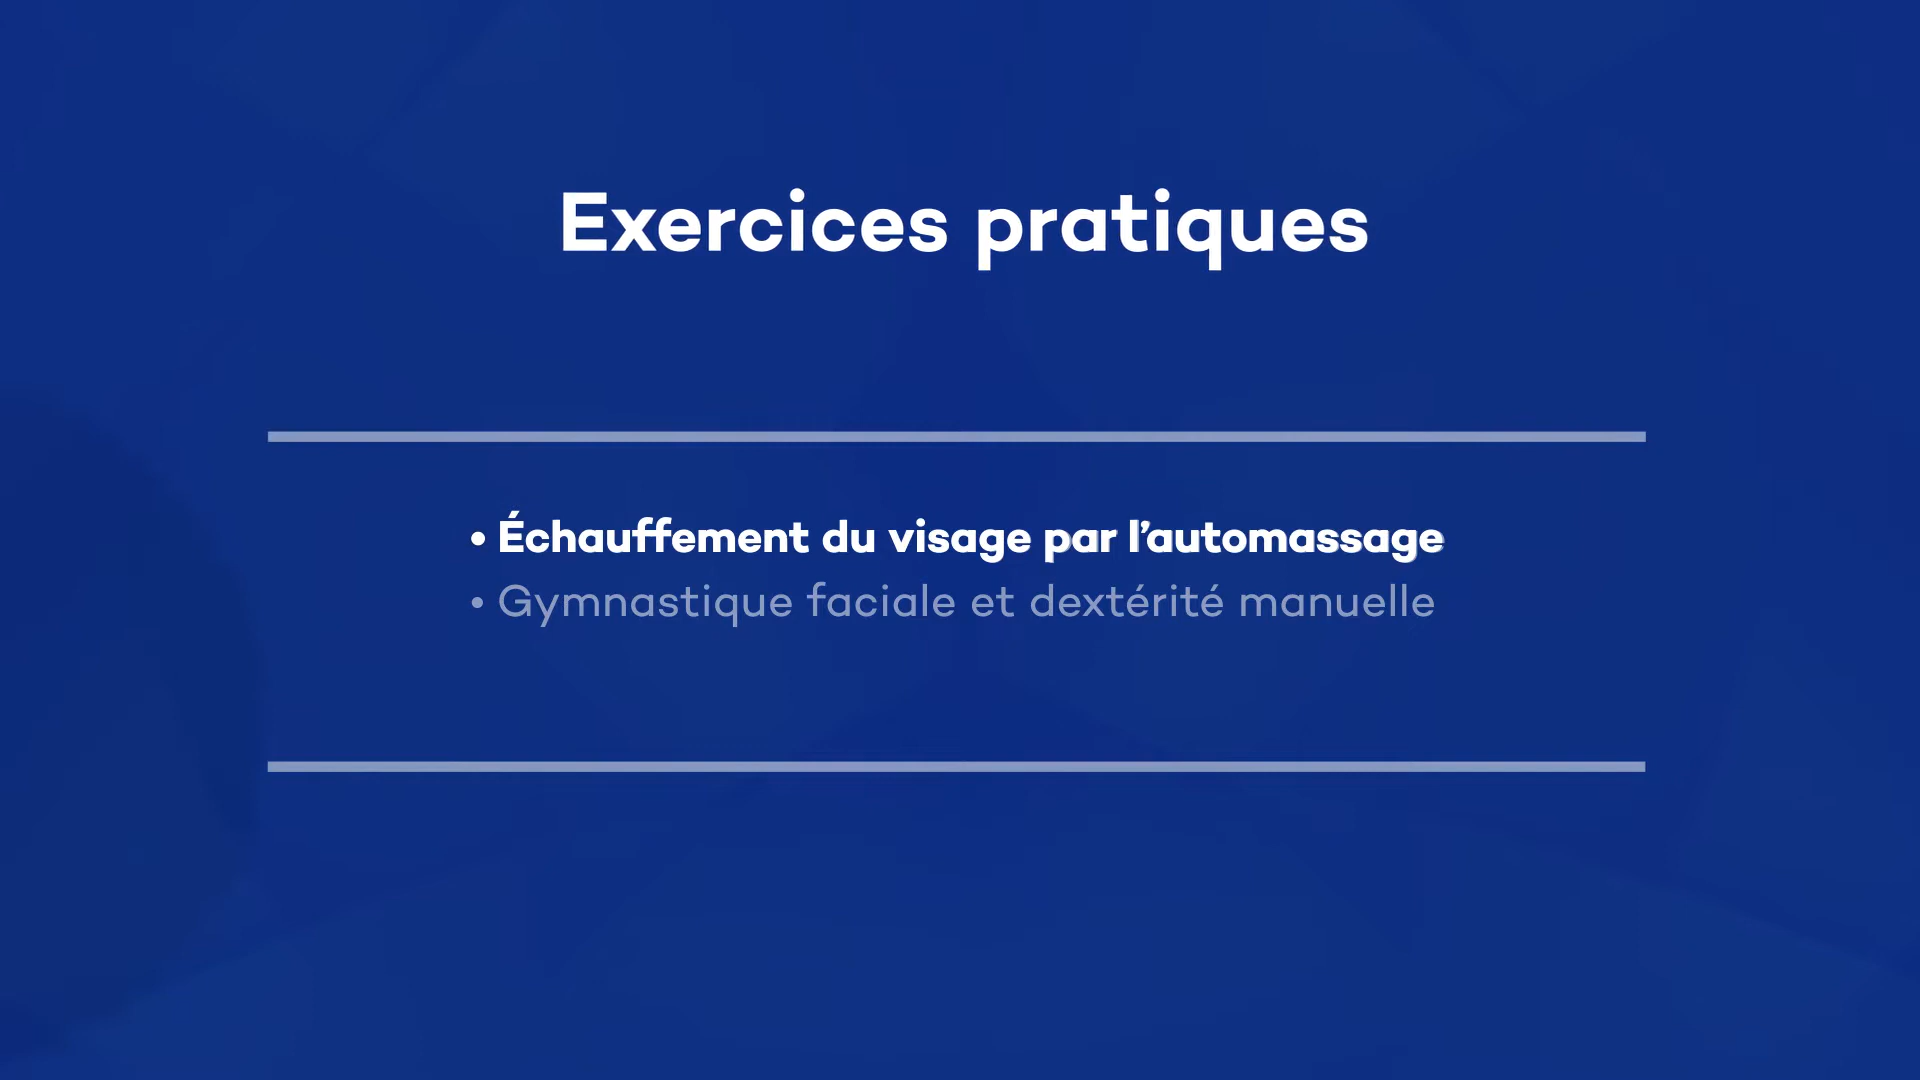 Exercices pratiques
• Échauffement du visage par l’automassage
• Gymnastique faciale et dextérité manuelle